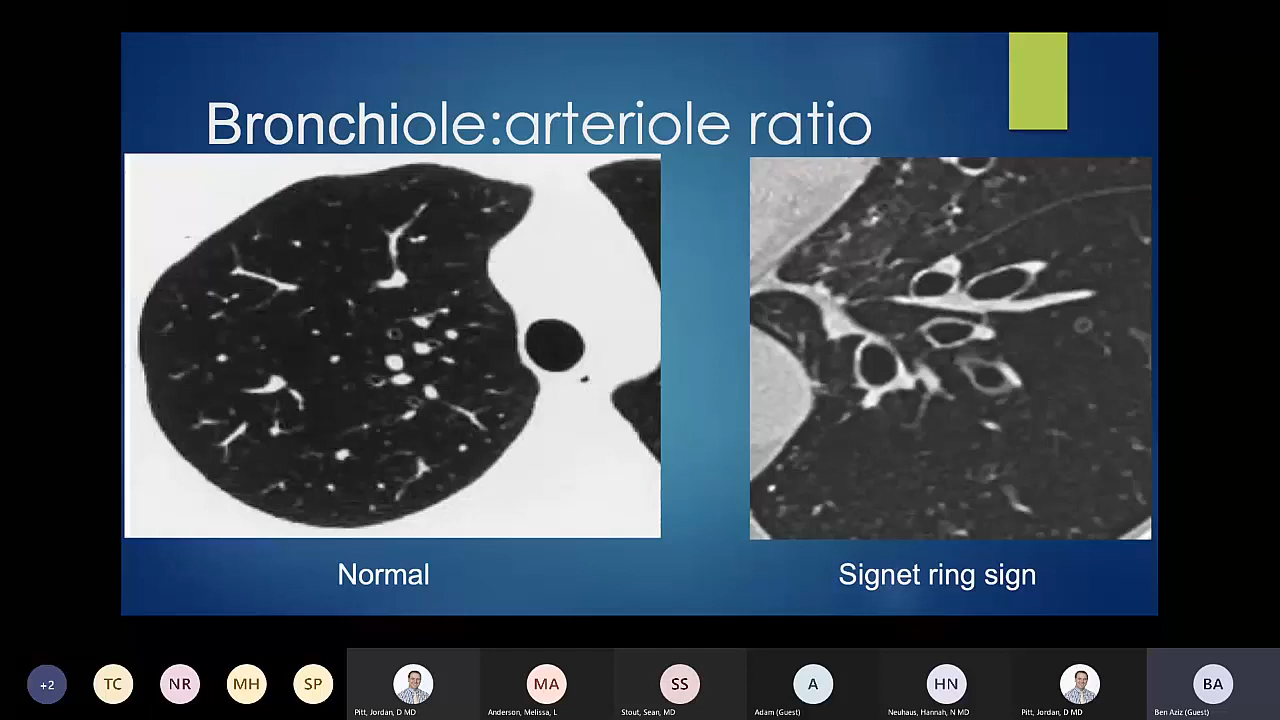 Bronchiole:arteriole ratio
Normal
Signet ring sign
+2
TC
NR
MH
SP
MA
SS
A
HN
BA
Pitt, Jordan, D MD
Anderson, Melissa, L
Stout, Sean, MD
Adam (Guest)
Neuhaus, Hannah, N MD
Pitt, Jordan, D MD
Ben Aziz (Guest)